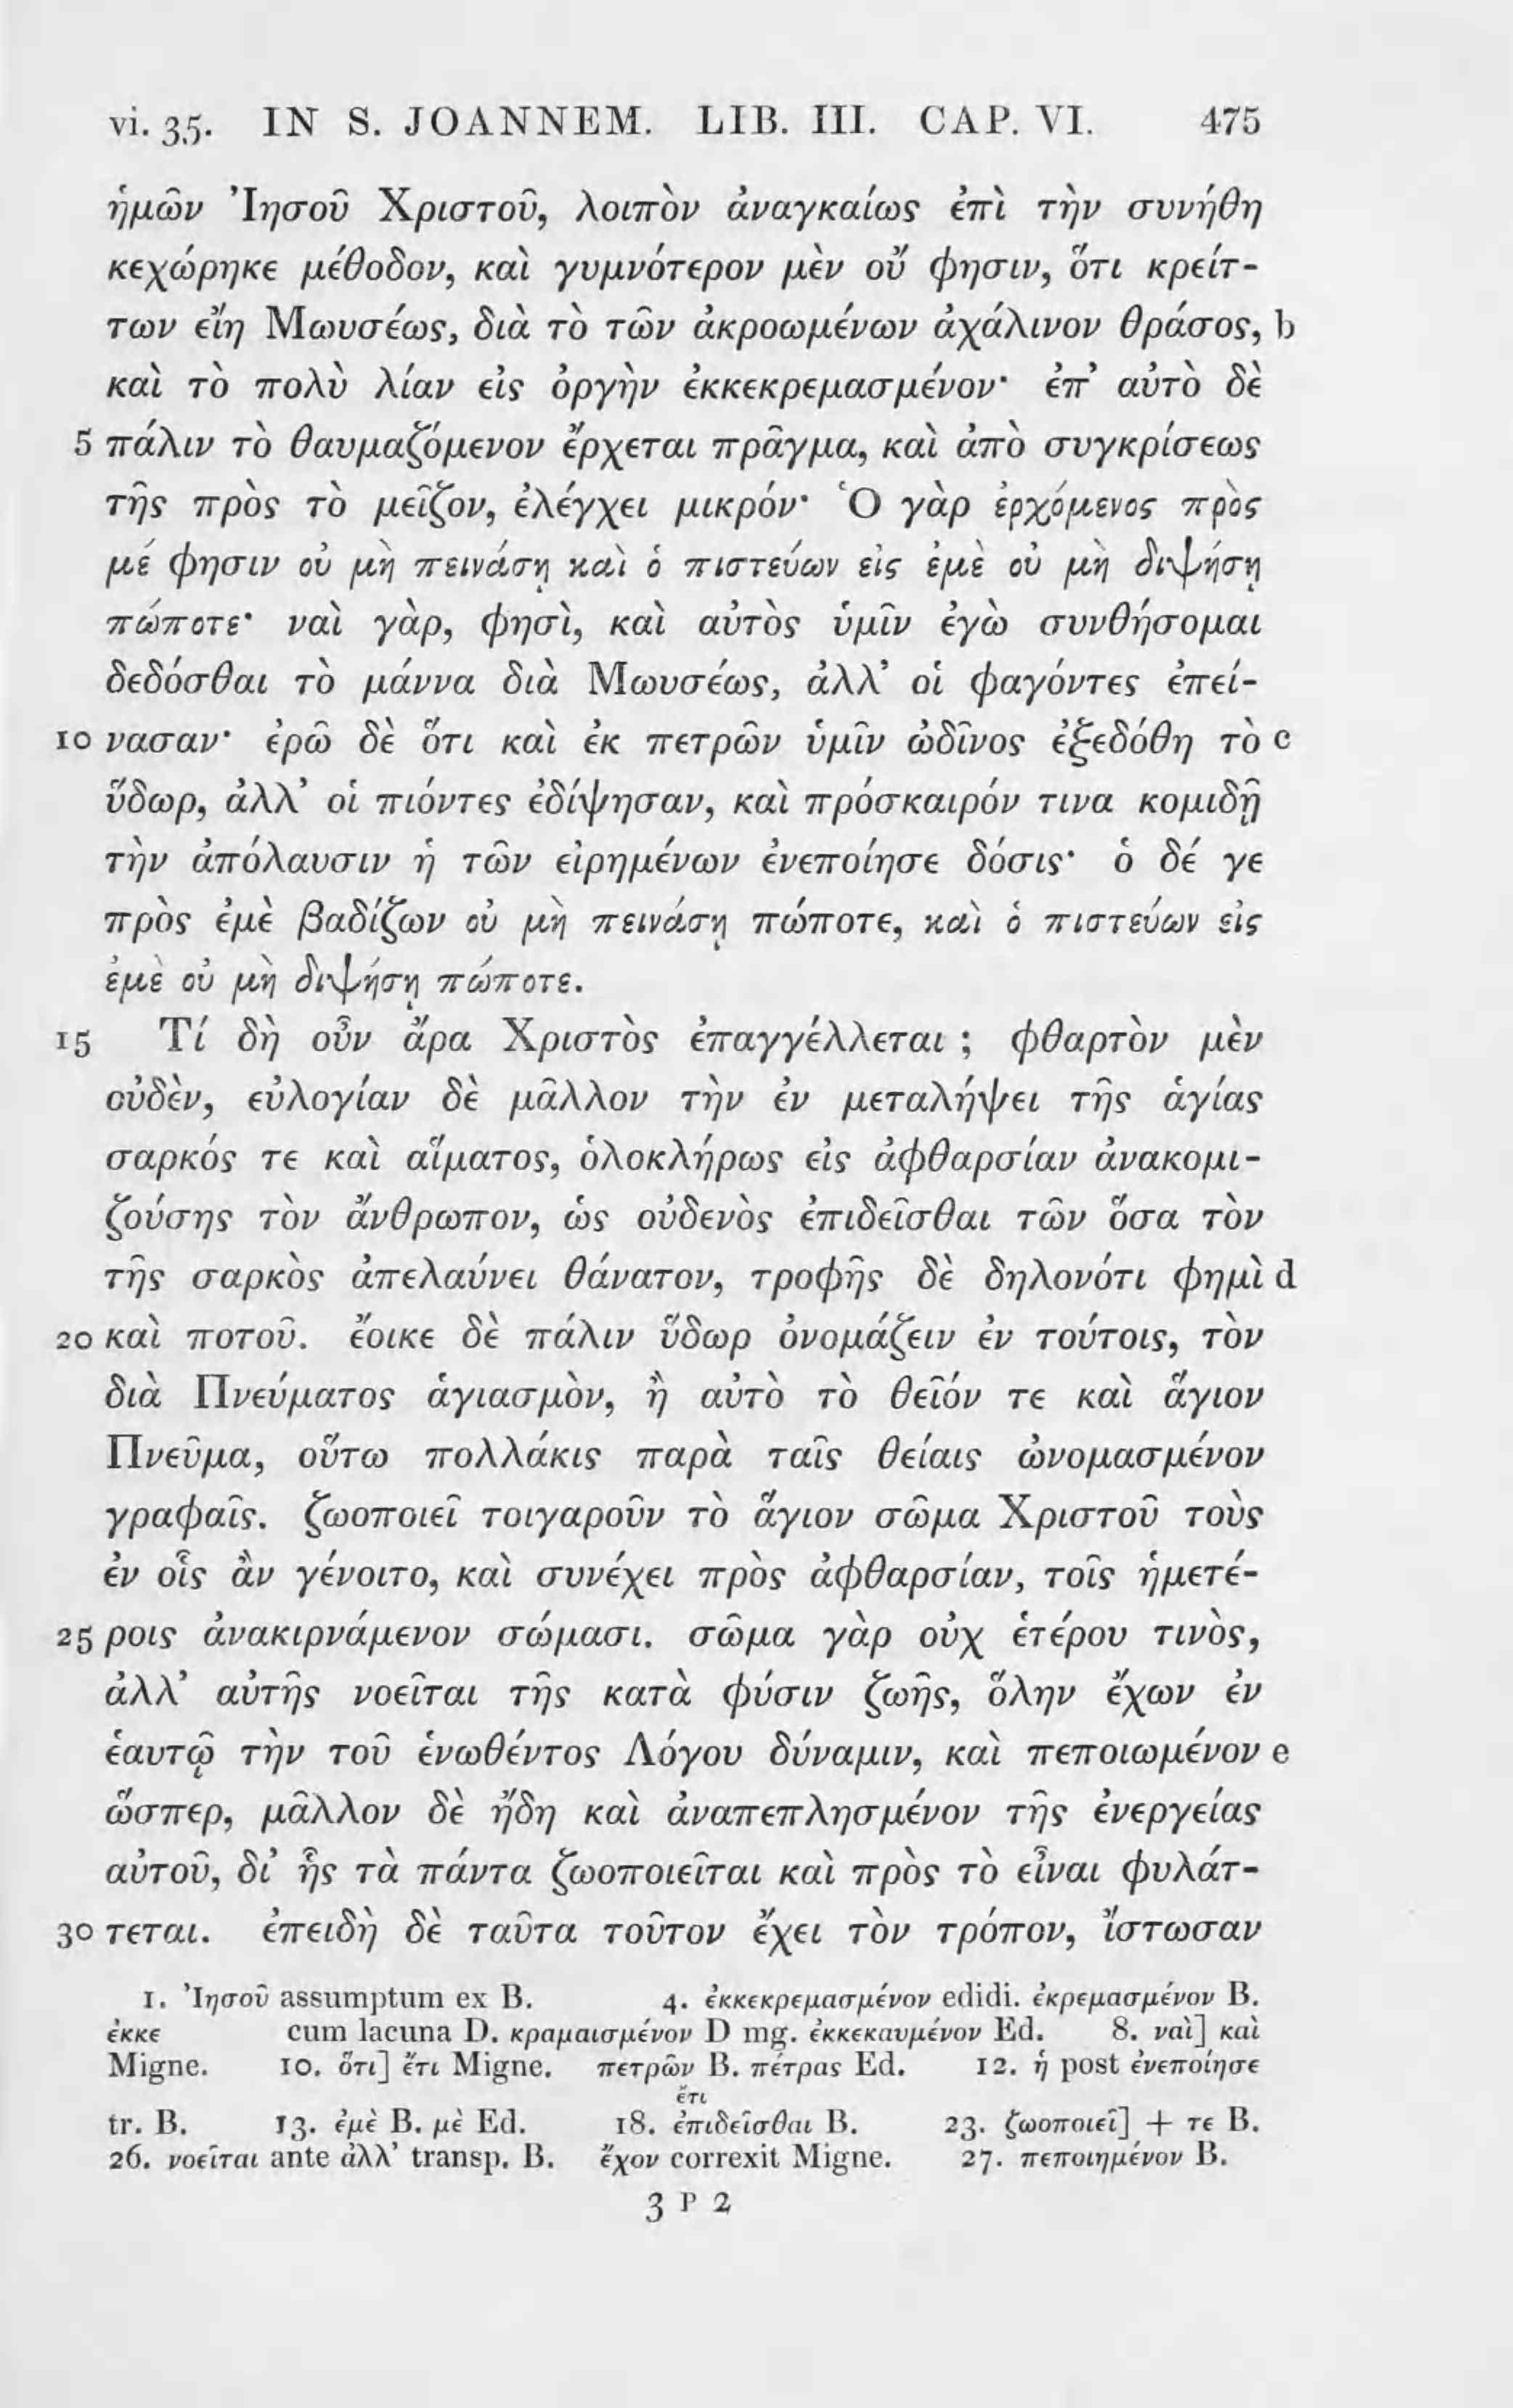 vi. 35. IN S. JOANNEM. LIB. III. CAP. VI. 475
ἡμῶν Ἰησοῦ Χριστοῦ, λοιπὸν ἀναγκαίως ἐπὶ τὴν συνήθη
κεχώρηκε μέθοδον, καὶ γυμνότερον μὲν οὔ φησιν, ὅτι κρείτ-
των εἴη Μωυσέως, διὰ τὸ τῶν ἀκροωμένων ἀχάλινον θράσος, b
καὶ τὸ πολὺ λίαν εἰς ὀργὴν ἐκκεκρεμασμένον· ἐπ’ αὐτὸ δὲ
5 πάλιν τὸ θαυμαζόμενον ἔρχεται πρᾶγμα, καὶ ἀπὸ συγκρίσεως
τῆς πρὸς τὸ μεῖζον, ἐλέγχει μικρόν· Ὁ γὰρ ἐρχόμενος πρὸς
μέ φησιν οὐ μὴ πεινάσῃ καὶ ὁ πιστεύων εἰς ἐμὲ οὐ μὴ διψήσῃ
πώποτε· ναὶ γὰρ, φησὶ, καὶ αὐτὸς ὑμῖν ἐγὼ συνθήσομαι
δεδόσθαι τὸ μάννα διὰ Μωυσέως, ἀλλ’ οἱ φαγόντες ἐπεί-
10 νασαν· ἐρῶ δὲ ὅτι καὶ ἐκ πετρῶν ὑμῖν ὠδῖνος ἐξεδόθη τὸ c
ὕδωρ, ἀλλ’ οἱ πιόντες ἐδίψησαν, καὶ πρόσκαιρόν τινα κομιδῇ
τὴν ἀπόλαυσιν ἡ τῶν εἰρημένων ἐνεποίησε δόσις· ὁ δέ γε
πρὸς ἐμὲ βαδίζων οὐ μὴ πεινάσῃ πώποτε, καὶ ὁ πιστεύων εἰς
ἐμὲ οὐ μὴ διψήσῃ πώποτε.
15 Τί δὴ οὖν ἄρα Χριστὸς ἐπαγγέλλεται ; φθαρτὸν μὲν
οὐδὲν, εὐλογίαν δὲ μᾶλλον τὴν ἐν μεταλήψει τῆς ἁγίας
σαρκός τε καὶ αἵματος, ὁλοκλήρως εἰς ἀφθαρσίαν ἀνακομι-
ζούσης τὸν ἄνθρωπον, ὡς οὐδενὸς ἐπιδεῖσθαι τῶν ὅσα τὸν
τῆς σαρκὸς ἀπελαύνει θάνατον, τροφῆς δὲ δηλονότι φημὶ d
20 καὶ ποτοῦ. ἔοικε δὲ πάλιν ὕδωρ ὀνομάζειν ἐν τούτοις, τὸν
διὰ Πνεύματος ἁγιασμὸν, ἢ αὐτὸ τὸ θεῖόν τε καὶ ἅγιον
Πνεῦμα, οὕτω πολλάκις παρὰ ταῖς θείαις ὠνομασμένον
γραφαῖς. ζωοποιεῖ τοιγαροῦν τὸ ἅγιον σῶμα Χριστοῦ τοὺς
ἐν οἷς ἂν γένοιτο, καὶ συνέχει πρὸς ἀφθαρσίαν, τοῖς ἡμετέ-
25 ροις ἀνακιρνάμενον σώμασι. σῶμα γὰρ οὐχ ἑτέρου τινὸς,
ἀλλ’ αὐτῆς νοεῖται τῆς κατὰ φύσιν ζωῆς, ὅλην ἔχων ἐν
ἑαυτῷ τὴν τοῦ ἑνωθέντος Λόγου δύναμιν, καὶ πεποιωμένον e
ὥσπερ, μᾶλλον δὲ ἤδη καὶ ἀναπεπλησμένον τῆς ἐνεργείας
αὐτοῦ, δι’ ἧς τὰ πάντα ζωοποιεῖται καὶ πρὸς τὸ εἶναι φυλάτ-
30 τεται. ἐπειδὴ δὲ ταῦτα τοῦτον ἔχει τὸν τρόπον, ἴστωσαν
1. Ἰησοῦ assumptum ex B. 4. ἐκκεκρεμασμένον edidi. ἐκρεμασμένον B.
ἐκκε cum lacuna D. κραμαισμένον D mg. ἐκκεκαυμένον Ed. 8. ναὶ] καὶ
Migne. 10. ὅτι] ἔτι Migne. πετρῶν B. πέτρας Ed. 12. ἡ post ἐνεποίησε
ἔτι
tr. B. 13. ἐμὲ B. μὲ Ed. 18. ἐπιδεῖσθαι B. 23. ζωοποιεῖ] + τε B.
26. νοεῖται ante ἀλλ’ transp. B. ἔχον correxit Migne. 27. πεποιημένον B.
3 P 2